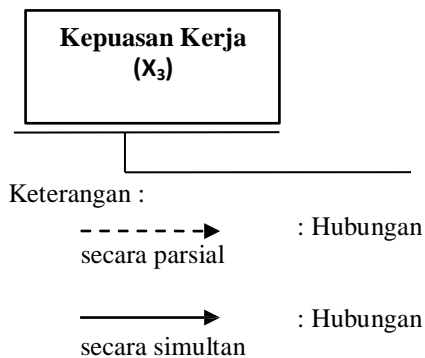 Kepuasan Kerja
(X₃)
Keterangan :
: Hubungan
secara parsial
: Hubungan
secara simultan